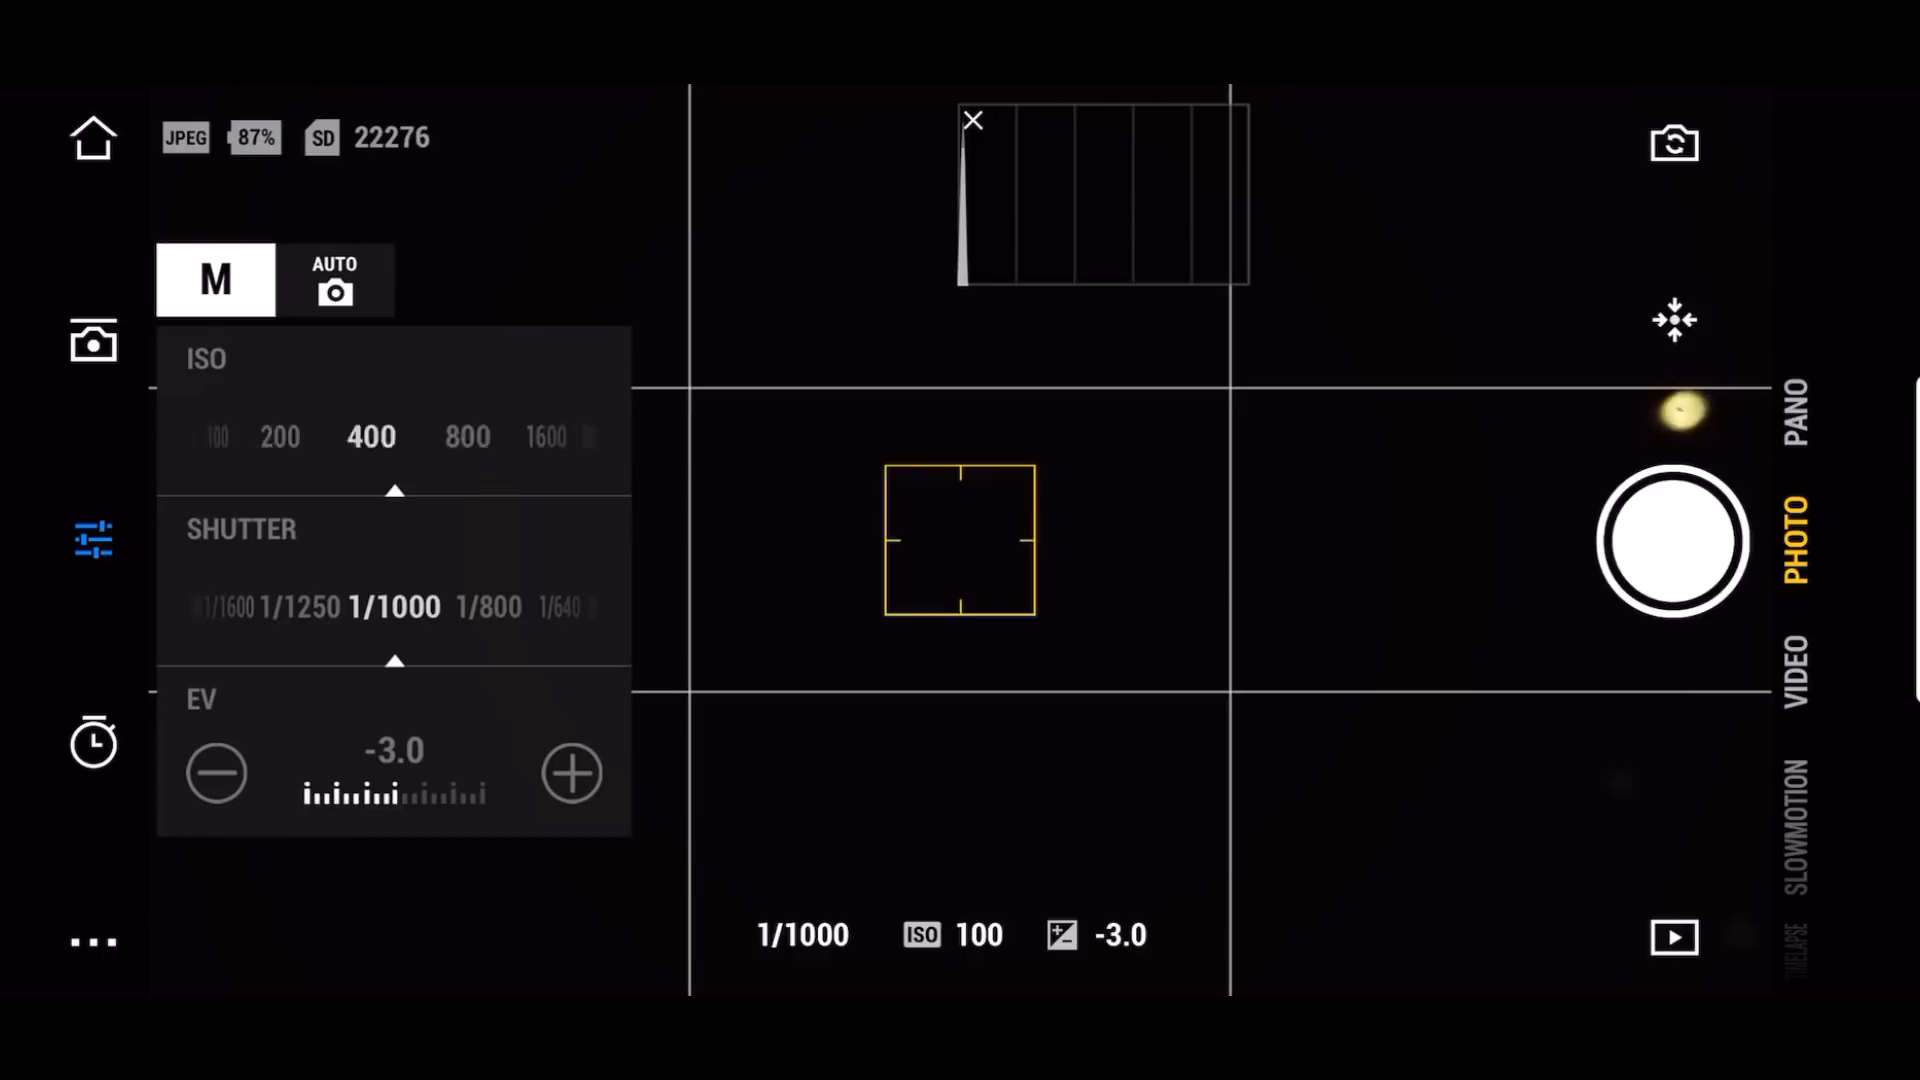 JPEG 87% SD 22276
M AUTO
ISO
100 200 400 800 1600
SHUTTER
1/1600 1/1250 1/1000 1/800 1/640
EV
-3.0
1/1000 ISO 100 -3.0
PANO
PHOTO
VIDEO
SLOWMOTION
TIMELAPSE